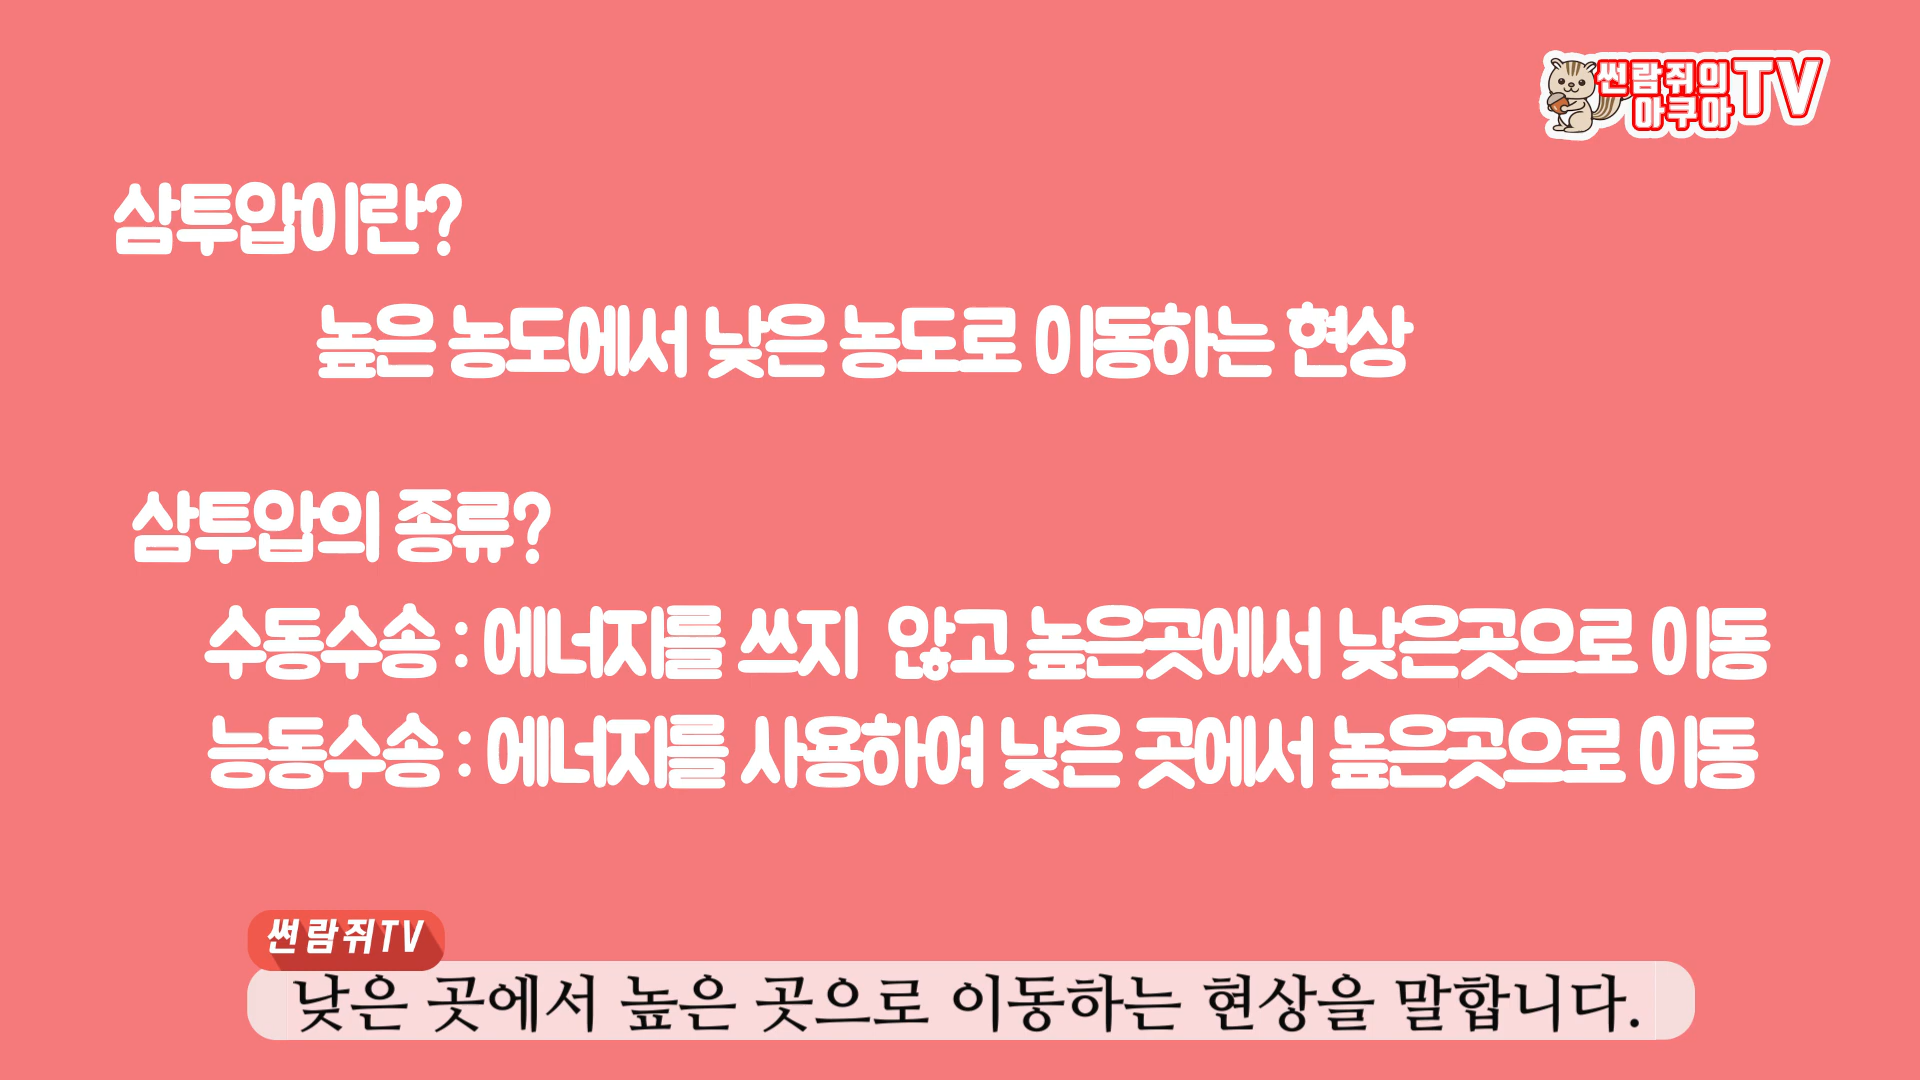 썬람쥐의
아쿠아TV
삼투압이란?
높은 농도에서 낮은 농도로 이동하는 현상
삼투압의 종류?
수동수송 : 에너지를 쓰지 않고 높은곳에서 낮은곳으로 이동
능동수송 : 에너지를 사용하여 낮은 곳에서 높은곳으로 이동
썬람쥐TV
낮은 곳에서 높은 곳으로 이동하는 현상을 말합니다.